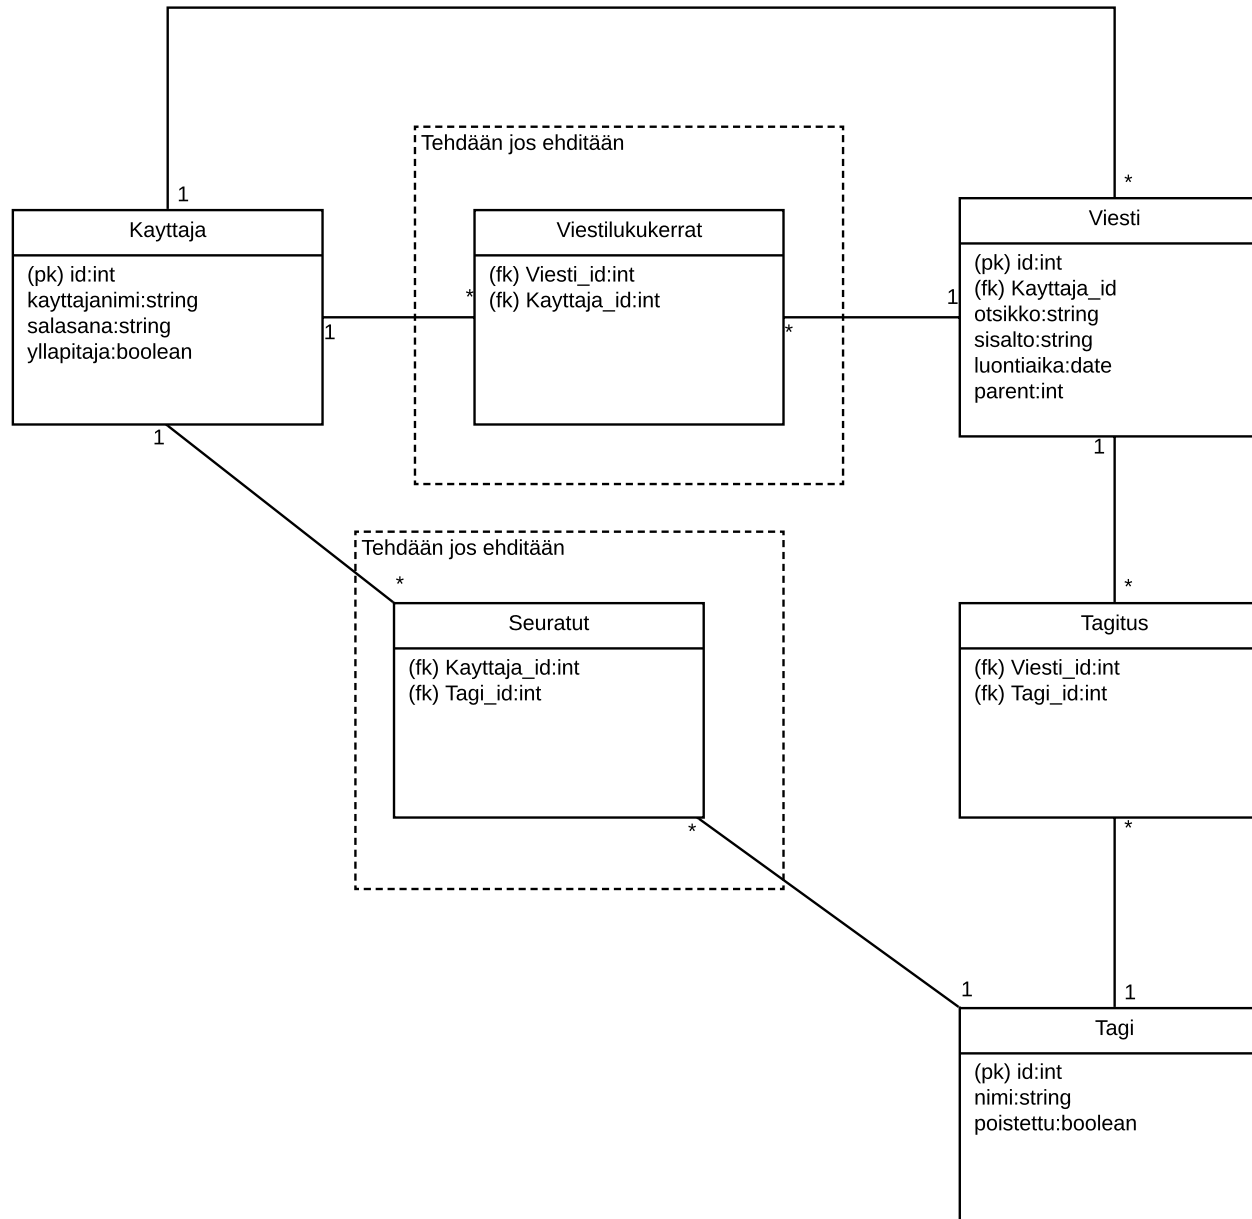 1
*
Tehdään jos ehditään
Kayttaja
(pk) id:int
kayttajanimi:string
salasana:string
yllapitaja:boolean
1
*
Viestilukukerrat
(fk) Viesti_id:int
(fk) Kayttaja_id:int
*
1
Viesti
(pk) id:int
(fk) Kayttaja_id
otsikko:string
sisalto:string
luontiaika:date
parent:int
1
1
Tehdään jos ehditään
*
*
Seuratut
(fk) Kayttaja_id:int
(fk) Tagi_id:int
*
Tagitus
(fk) Viesti_id:int
(fk) Tagi_id:int
*
1
1
Tagi
(pk) id:int
nimi:string
poistettu:boolean